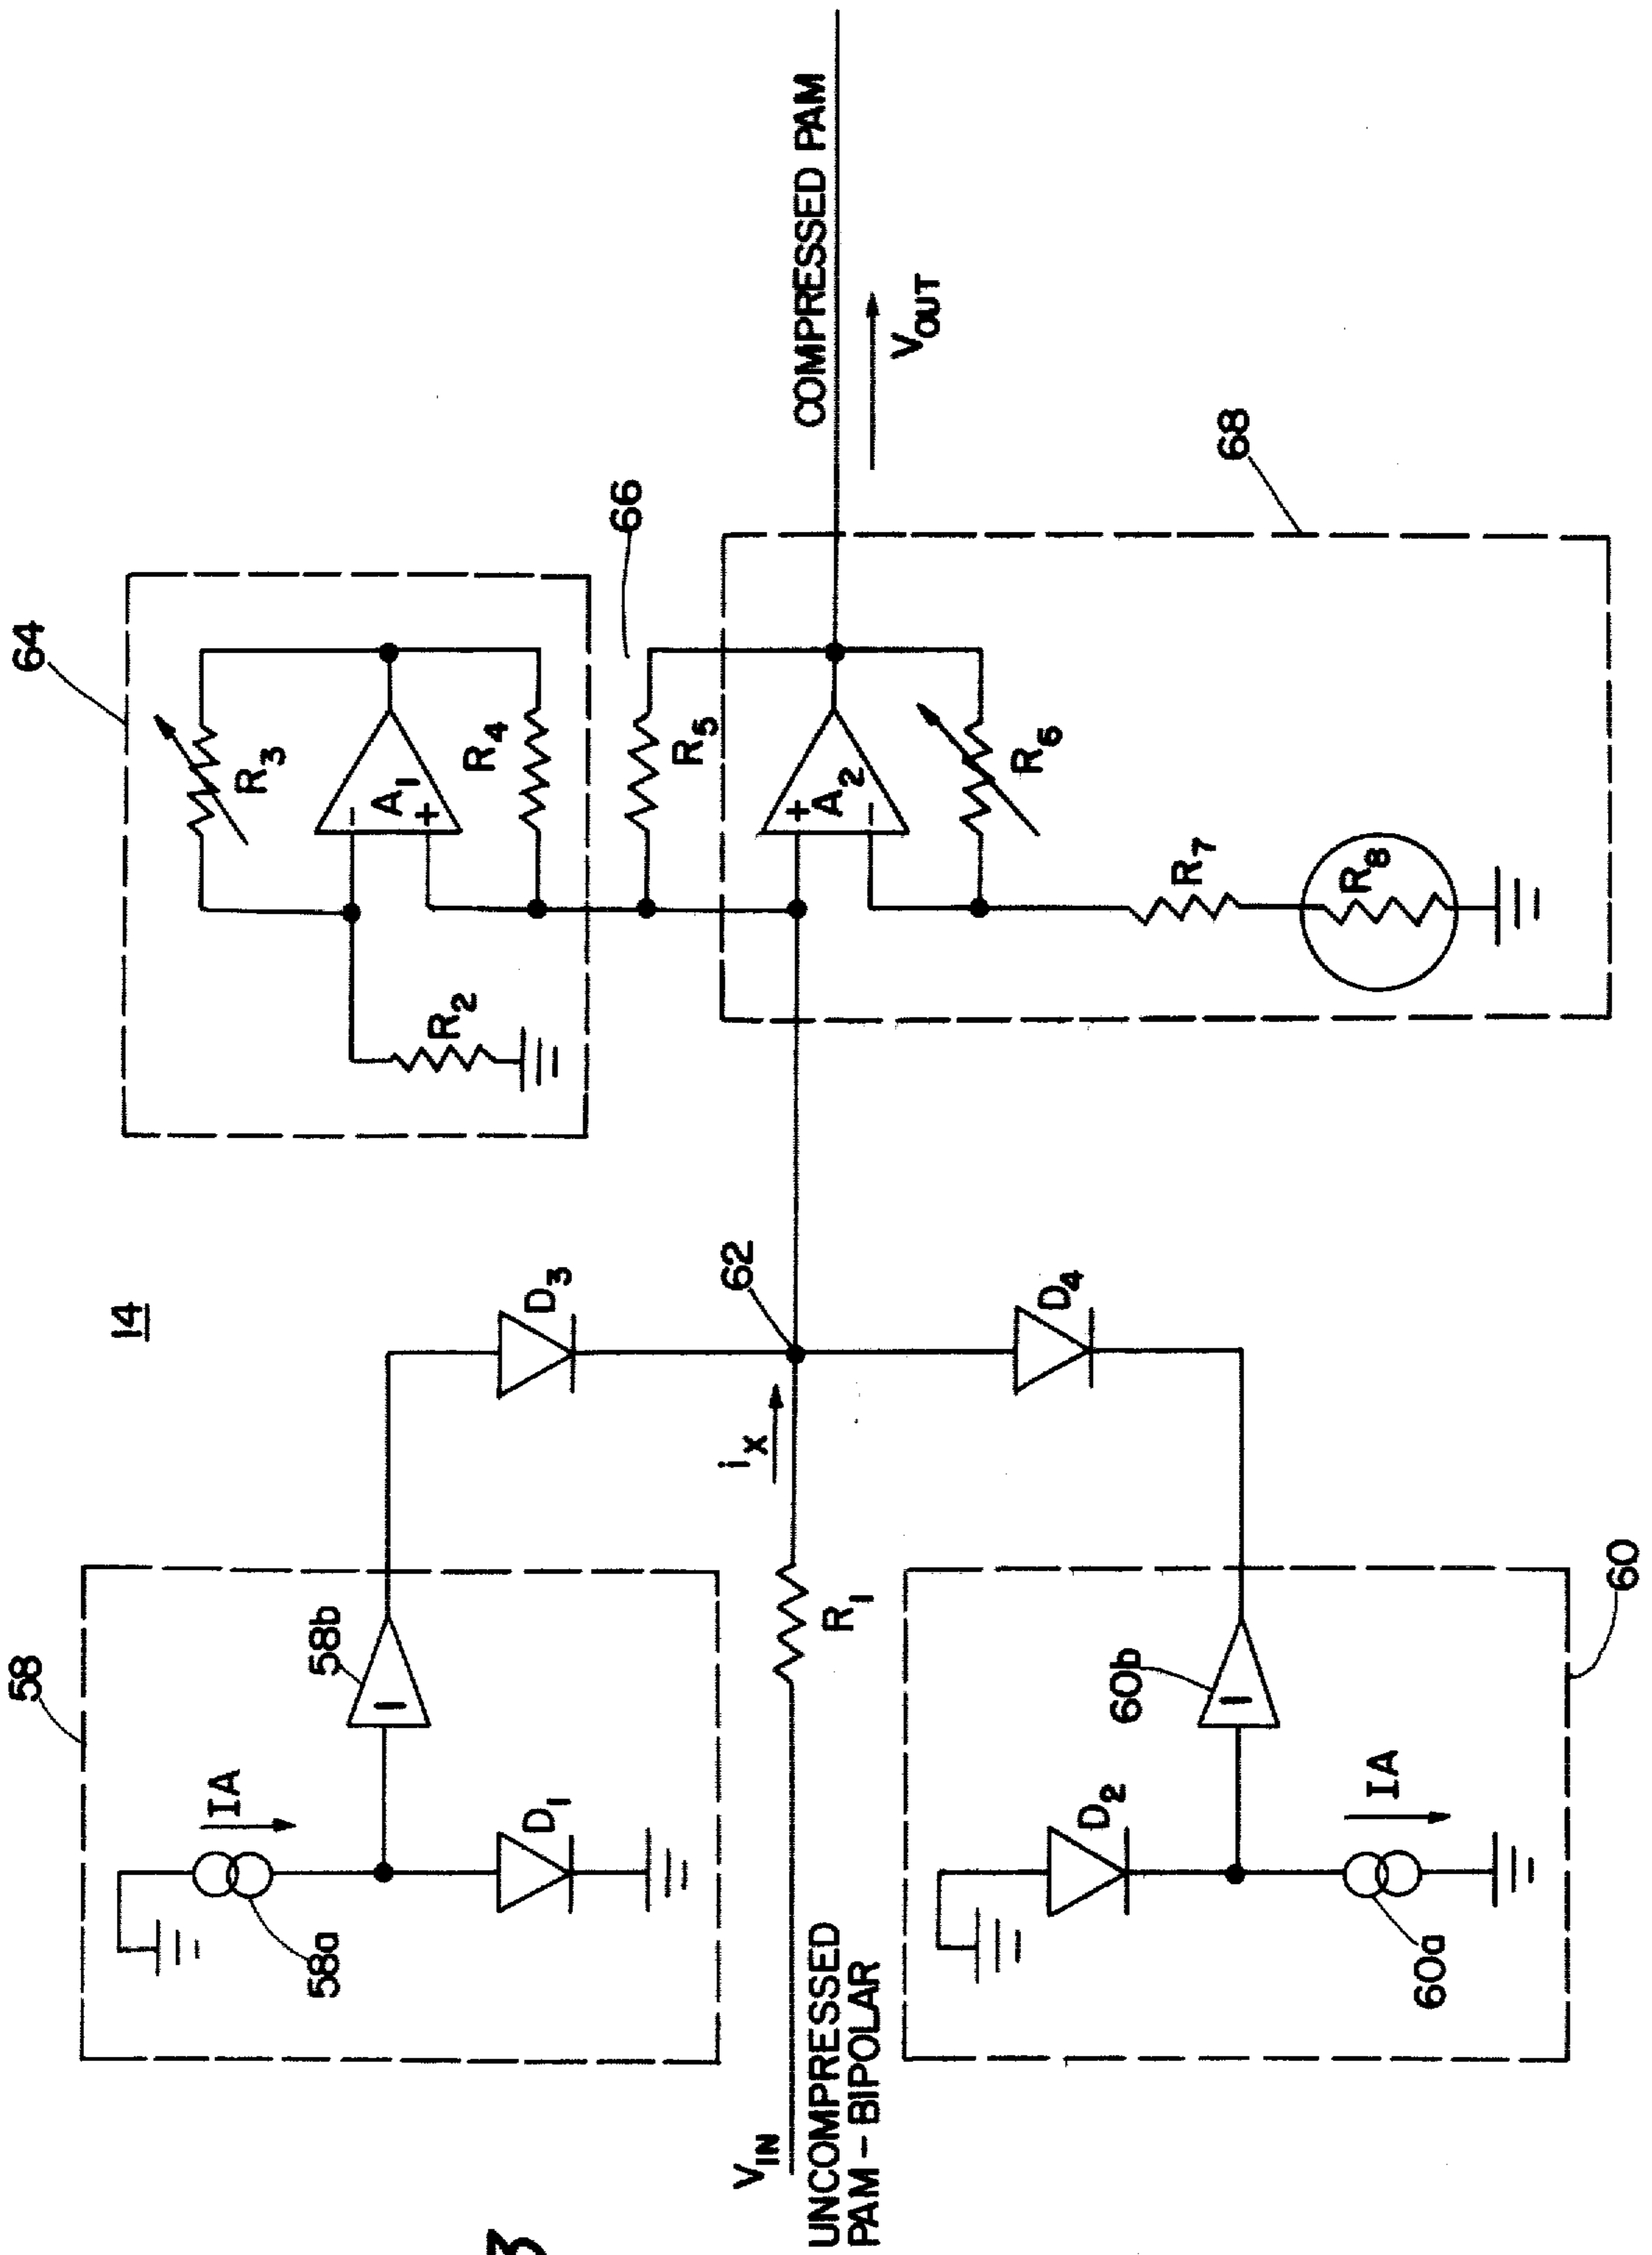 14
58
58a
IA
58b
D1
D3
64
R3
A1
−
+
R4
R2
66
R5
62
ix
R1
VIN
UNCOMPRESSED
PAM – BIPOLAR
COMPRESSED PAM
VOUT
68
+
A2
−
R6
R7
R8
D4
60
60b
D2
IA
60a
3